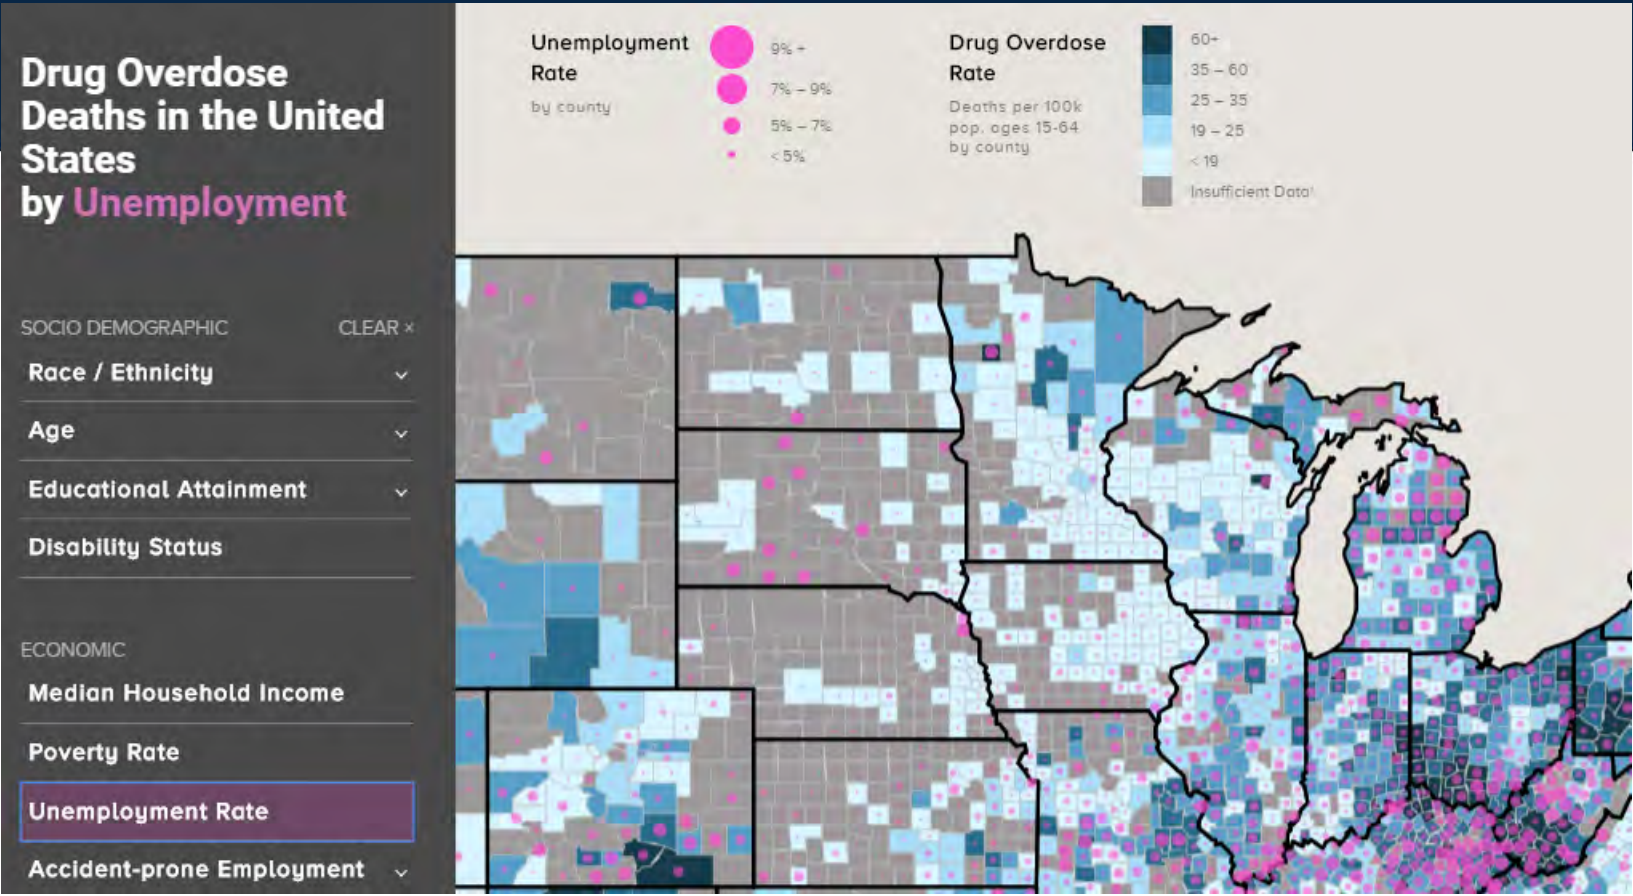 Drug Overdose
Deaths in the United
States
by Unemployment
SOCIO DEMOGRAPHIC CLEAR ×
Race / Ethnicity
Age
Educational Attainment
Disability Status
ECONOMIC
Median Household Income
Poverty Rate
Unemployment Rate
Accident-prone Employment
Unemployment
Rate
by county
9% +
7% – 9%
5% – 7%
< 5%
Drug Overdose
Rate
Deaths per 100k
pop. ages 15-64
by county
60+
35 – 60
25 – 35
19 – 25
< 19
Insufficient Data¹